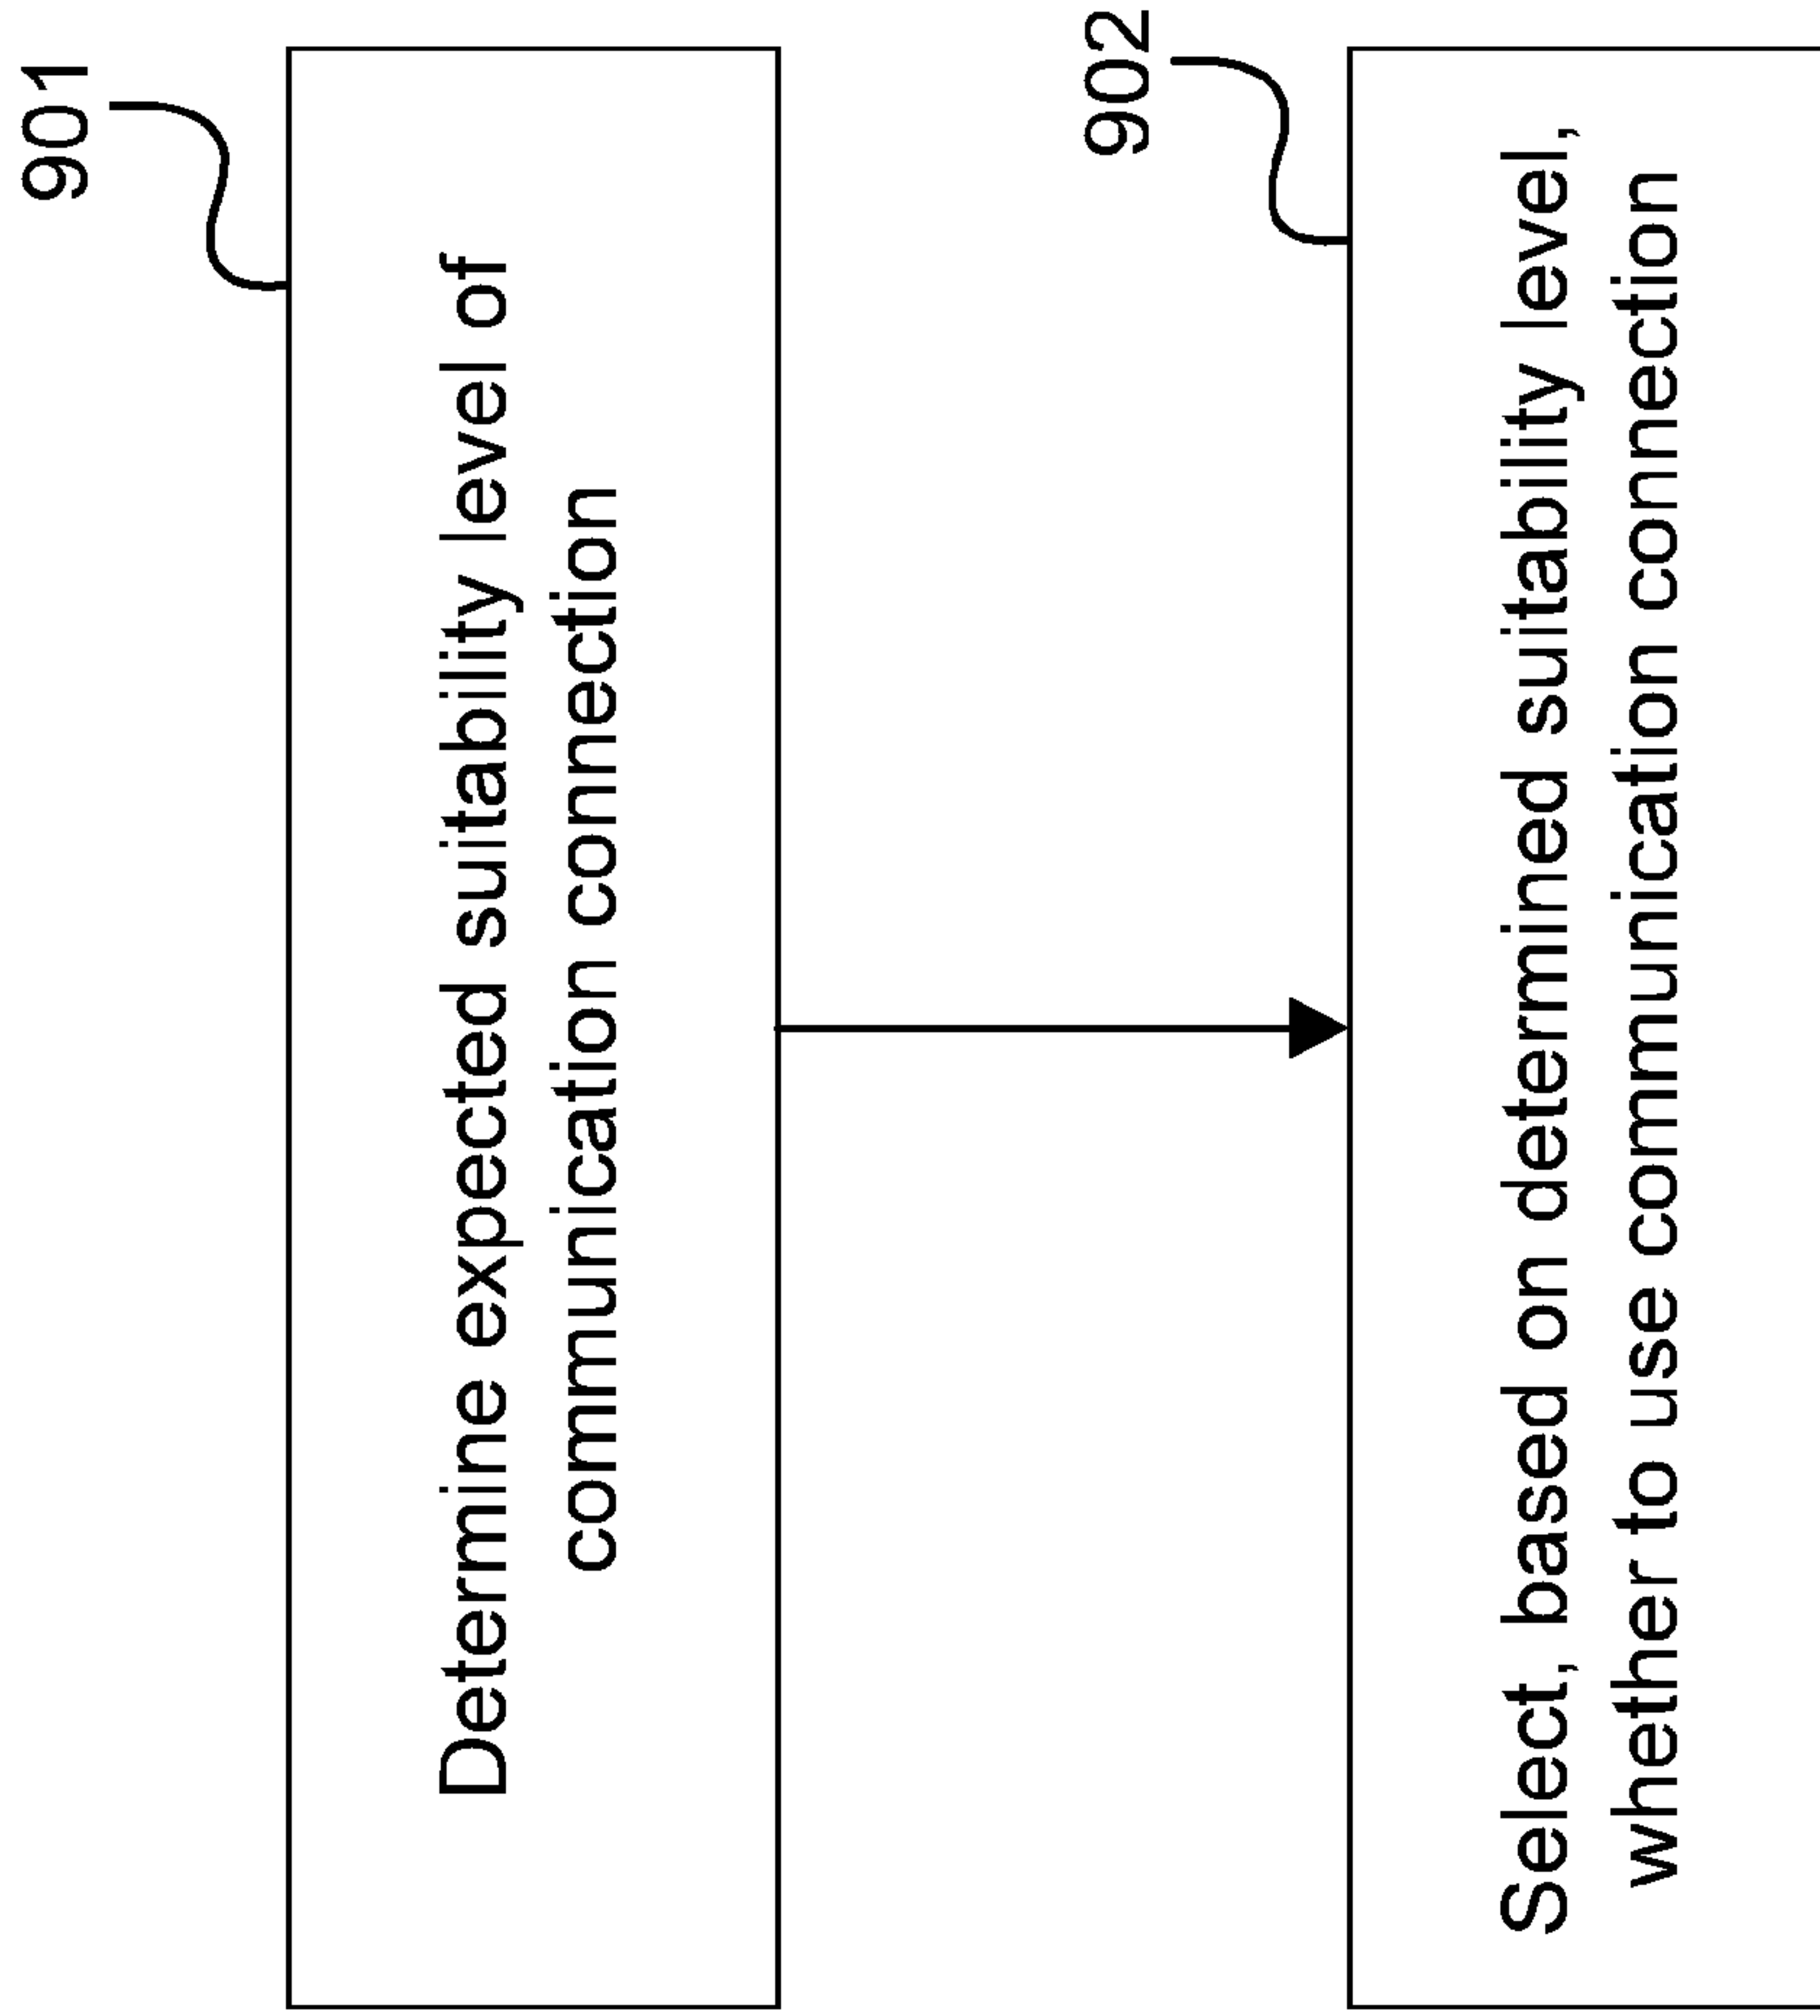 901
Determine expected suitability level of
communication connection
902
Select, based on determined suitability level,
whether to use communication connection